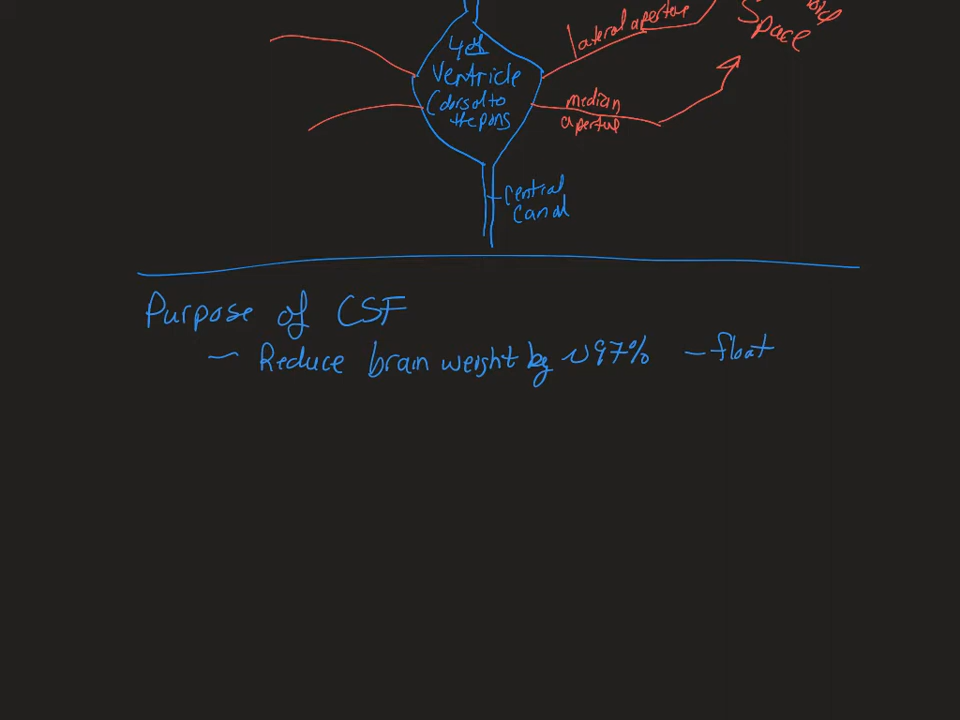 lateral aperture
Space
4th
Ventricle
(dorsal to
the pons
median
apertur
central
Canal
Purpose of CSF
- Reduce brain weight by ~97% - float